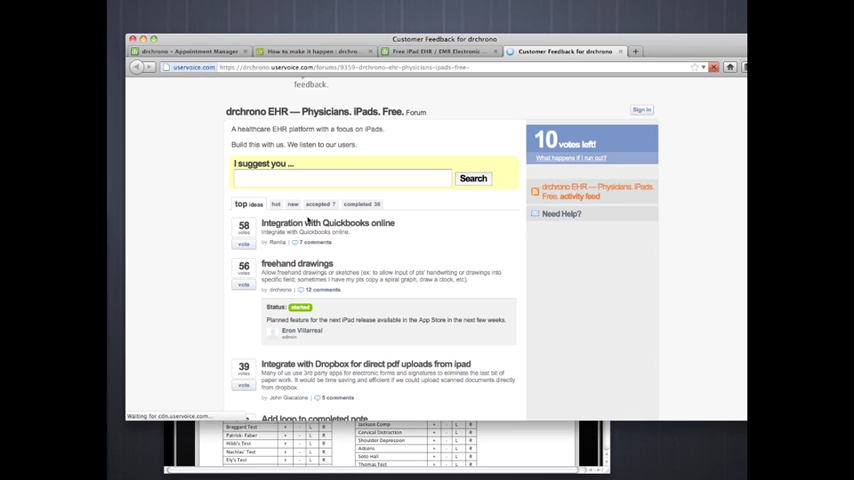 Customer Feedback for drchrono
drchrono - Appointment Manager
How to make it happen : drchro...
Free iPad EHR / EMR Electronic ...
Customer Feedback for drchrono
uservoice.com
https://drchrono.uservoice.com/forums/9359-drchrono-ehr-physicians-ipads-free-
feedback.
drchrono EHR — Physicians. iPads. Free. Forum
Sign in
A healthcare EHR platform with a focus on iPads.
Build this with us. We listen to our users.
10 votes left!
What happens if I run out?
I suggest you ...
Search
drchrono EHR — Physicians. iPads.
Free. activity feed
Need Help?
top ideas hot new accepted 7 completed 38
58
votes
vote
Integration with Quickbooks online
Integrate with Quickbooks online.
7 comments
56
votes
vote
freehand drawings
Allow freehand drawings or sketches (ex: to allow input of pts' handwriting or drawings into
specific field; sometimes I have my pts copy a spiral graph, draw a clock, etc).
by drchrono 12 comments
Status: started
Planned feature for the next iPad release available in the App Store in the next few weeks.
Eron Villarreal
admin
39
votes
vote
Integrate with Dropbox for direct pdf uploads from ipad
Many of us use 3rd party apps for electronic forms and signatures to eliminate the last bit of
paper work. It would be time saving and efficient if we could upload scanned documents directly
from dropbox.
by John Giacalone 5 comments
Add logo to completed note
Waiting for cdn.uservoice.com...
Braggard Test + - L R
Patrick- Faber + - L R
Hibb's Test + - L R
Nachlas' Test + - L R
Ely's Test + - L R
Jackson Comp + - L R
Cervical Distraction + - L R
Shoulder Depression + - L R
Adsons + - L R
Soto Hall + - L R
Thomas Test + - L R